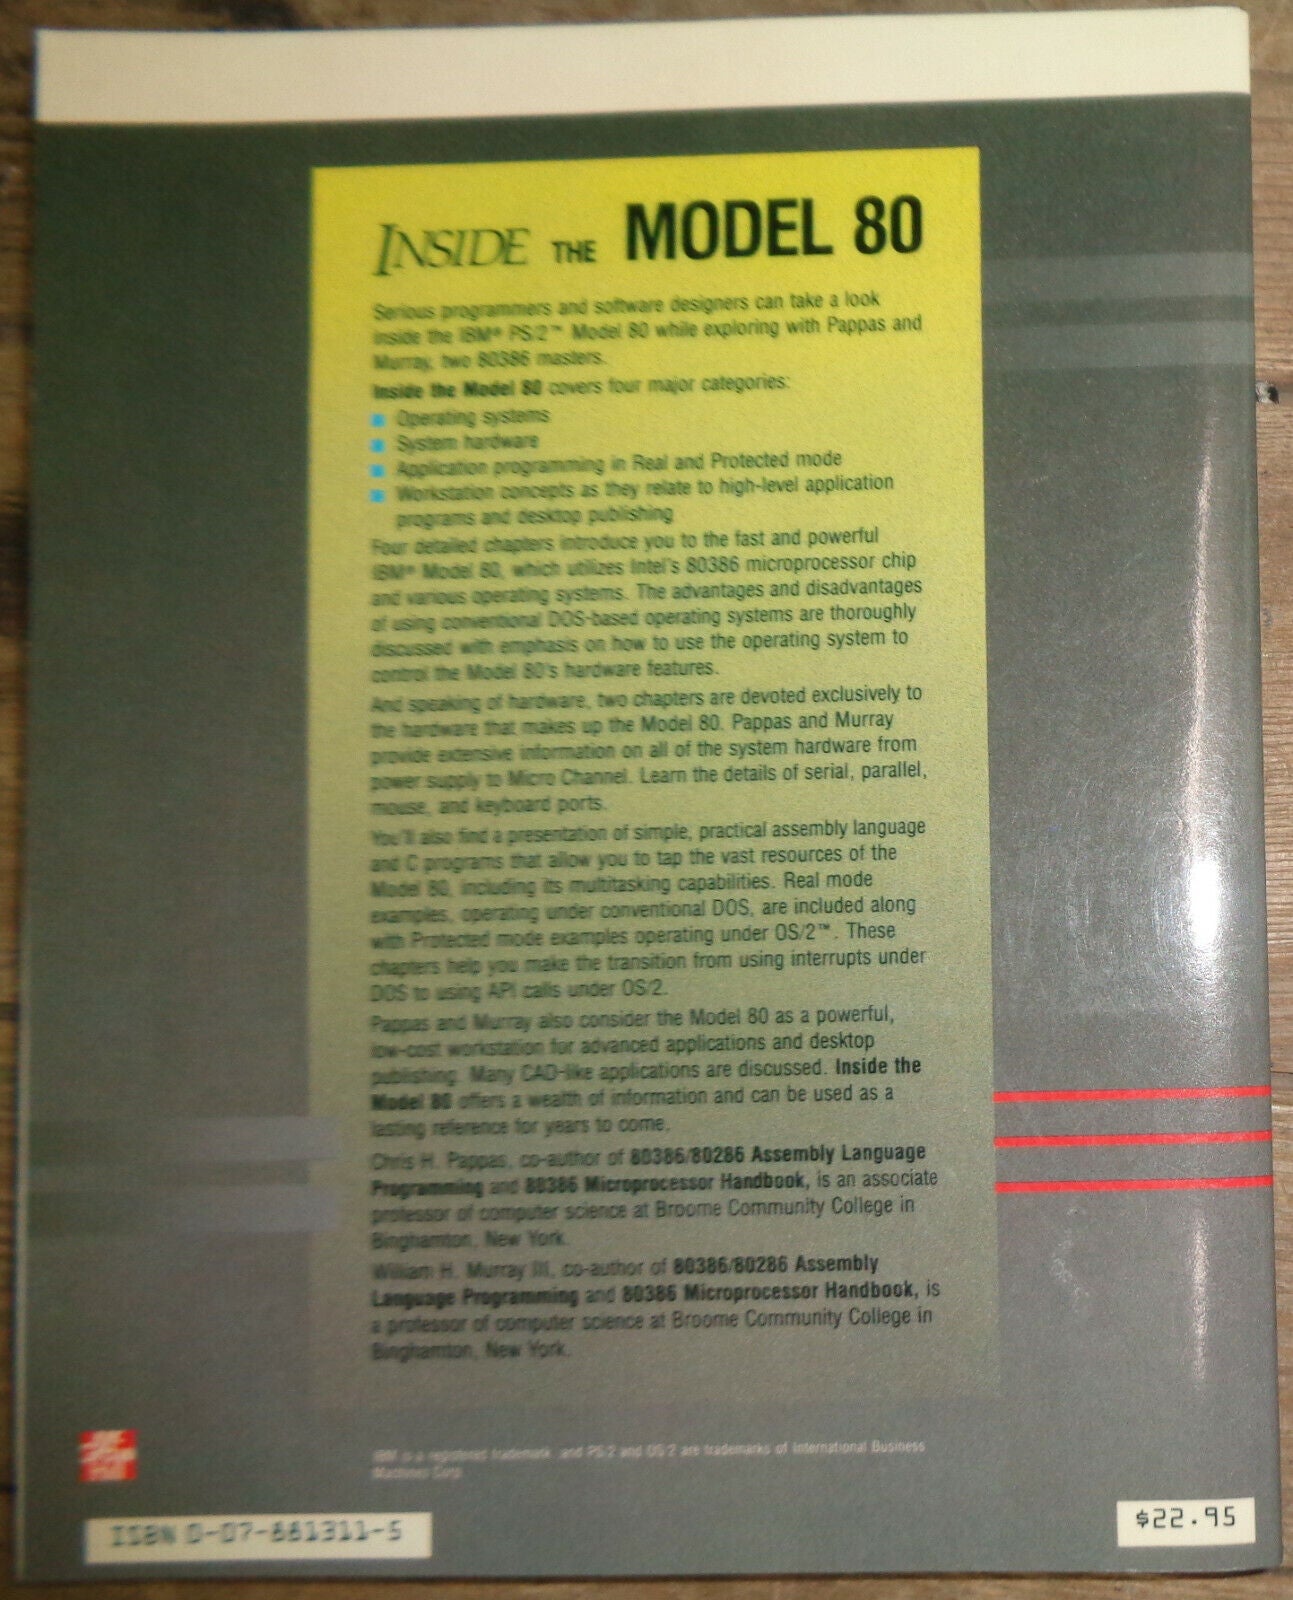 INSIDE THE MODEL 80
Serious programmers and software designers can take a look
inside the IBM® PS/2™ Model 80 while exploring with Pappas and
Murray, two 80386 masters.
Inside the Model 80 covers four major categories:
Operating systems
System hardware
Application programming in Real and Protected mode
Workstation concepts as they relate to high-level application
programs and desktop publishing
Four detailed chapters introduce you to the fast and powerful
IBM® Model 80, which utilizes Intel's 80386 microprocessor chip
and various operating systems. The advantages and disadvantages
of using conventional DOS-based operating systems are thoroughly
discussed with emphasis on how to use the operating system to
control the Model 80's hardware features.
And speaking of hardware, two chapters are devoted exclusively to
the hardware that makes up the Model 80. Pappas and Murray
provide extensive information on all of the system hardware from
power supply to Micro Channel. Learn the details of serial, parallel,
mouse, and keyboard ports.
You'll also find a presentation of simple, practical assembly language
and C programs that allow you to tap the vast resources of the
Model 80, including its multitasking capabilities. Real mode
examples, operating under conventional DOS, are included along
with Protected mode examples operating under OS/2™. These
chapters help you make the transition from using interrupts under
DOS to using API calls under OS/2.
Pappas and Murray also consider the Model 80 as a powerful,
low-cost workstation for advanced applications and desktop
publishing. Many CAD-like applications are discussed. Inside the
Model 80 offers a wealth of information and can be used as a
lasting reference for years to come.
Chris H. Pappas, co-author of 80386/80286 Assembly Language
Programming and 80386 Microprocessor Handbook, is an associate
professor of computer science at Broome Community College in
Binghamton, New York.
William H. Murray III, co-author of 80386/80286 Assembly
Language Programming and 80386 Microprocessor Handbook, is
a professor of computer science at Broome Community College in
Binghamton, New York.
IBM is a registered trademark, and PS/2 and OS/2 are trademarks of International Business
Machines Corp.
ISBN 0-07-881311-5
$22.95